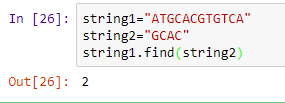 In [26]: string1="ATGCACGTGTCA"
string2="GCAC"
string1.find(string2)
Out[26]: 2